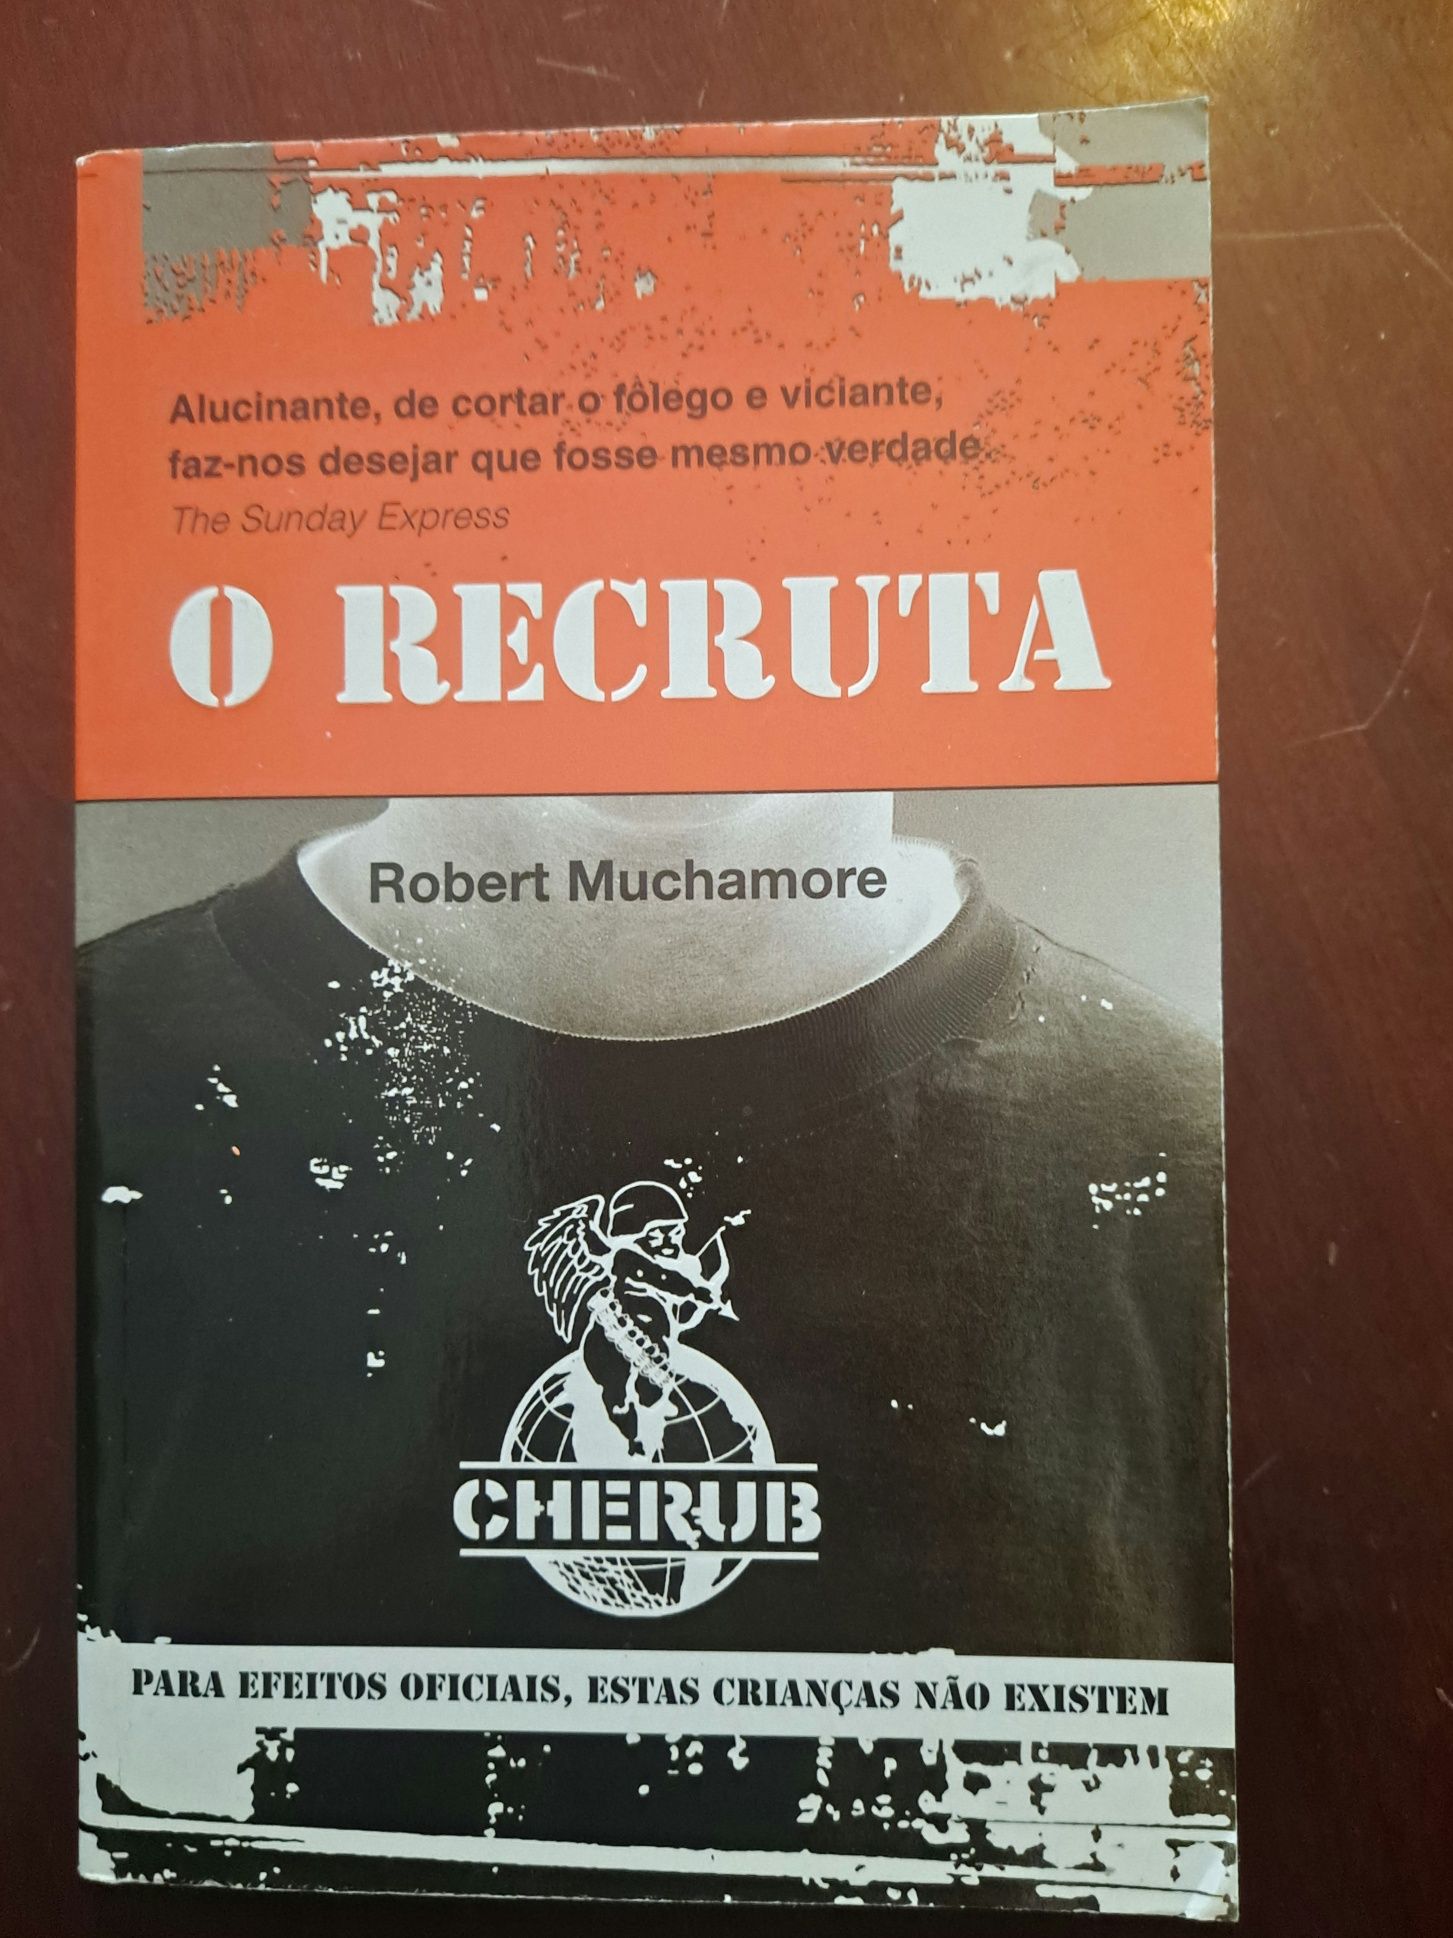 Alucinante, de cortar o fôlego e viciante,
faz-nos desejar que fosse mesmo verdade.
The Sunday Express
O RECRUTA
Robert Muchamore
CHERUB
PARA EFEITOS OFICIAIS, ESTAS CRIANÇAS NÃO EXISTEM